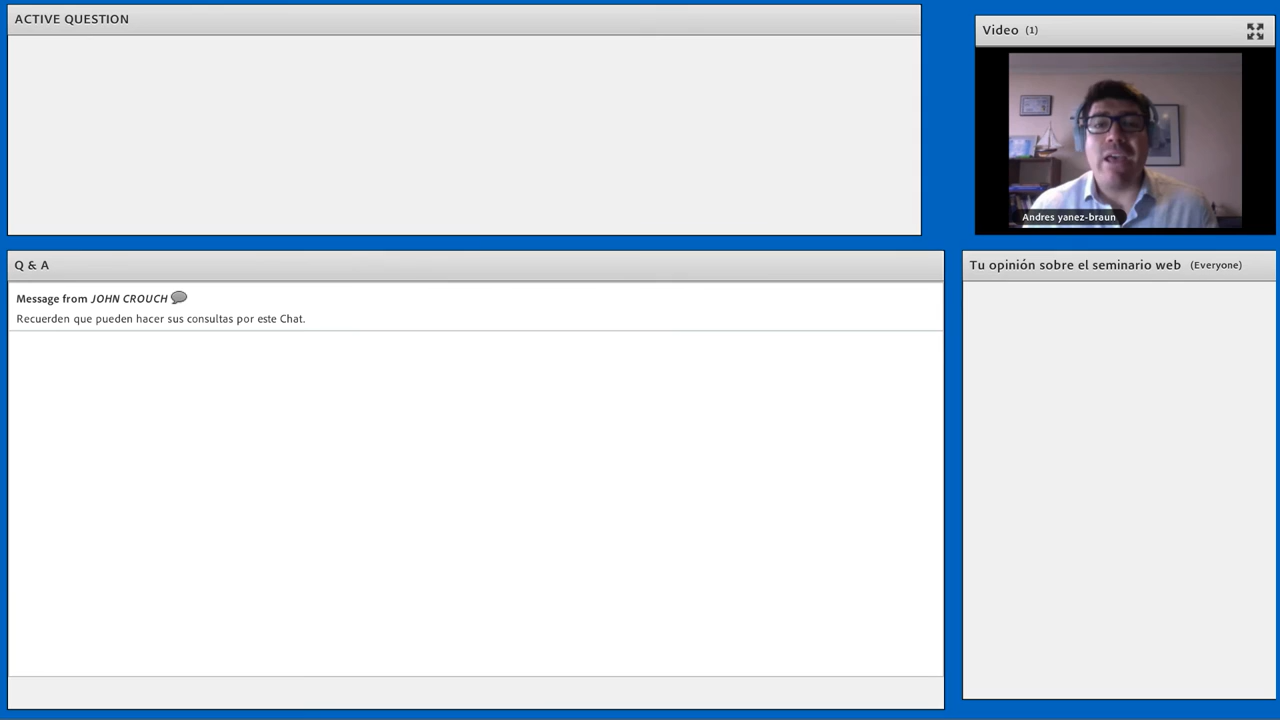 ACTIVE QUESTION
Video (1)
Andres yanez-braun
Q & A
Message from JOHN CROUCH
Recuerden que pueden hacer sus consultas por este Chat.
Tu opinión sobre el seminario web (Everyone)